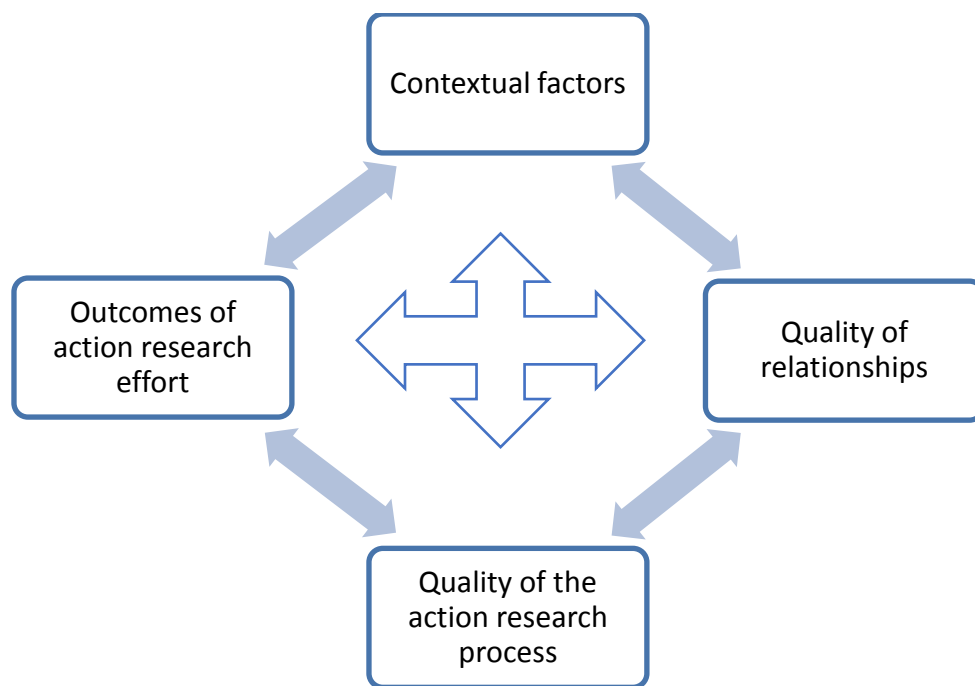 Contextual factors
Outcomes of
action research
effort
Quality of
relationships
Quality of the
action research
process